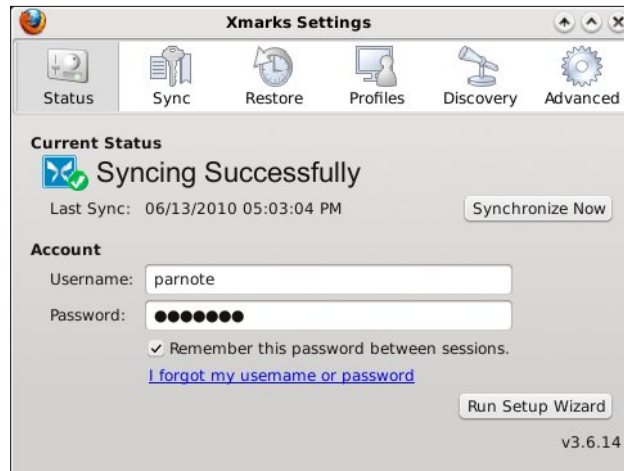 Xmarks Settings
Status Sync Restore Profiles Discovery Advanced
Current Status
Syncing Successfully
Last Sync: 06/13/2010 05:03:04 PM Synchronize Now
Account
Username: parnote
Password: ●●●●●●●
Remember this password between sessions.
I forgot my username or password
Run Setup Wizard
v3.6.14